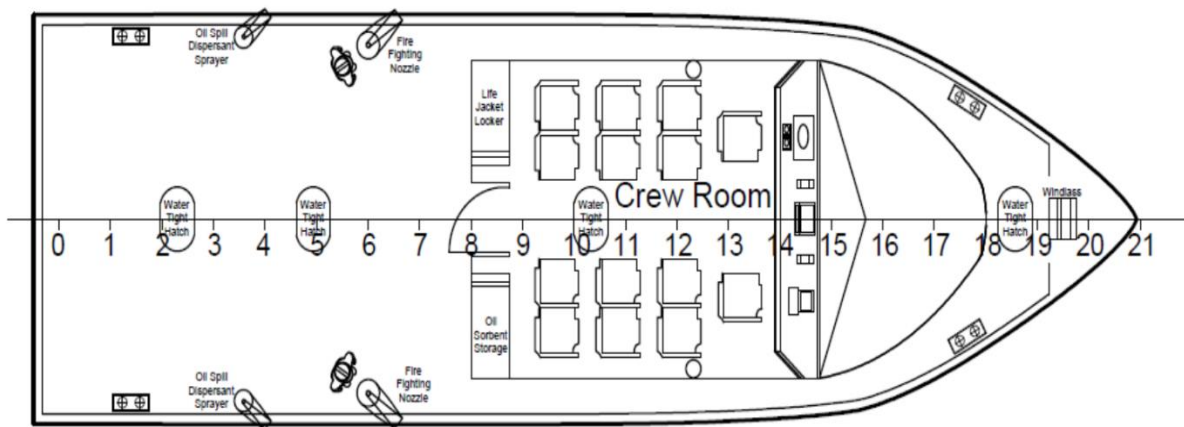 Oil Spill
Dispersant
Sprayer
Fire
Fighting
Nozzle
Life
Jacket
Locker
Crew Room
Water
Tight
Hatch
Water
Tight
Hatch
Water
Tight
Hatch
Water
Tight
Hatch
Windlass
0 1 2 3 4 5 6 7 8 9 10 11 12 13 14 15 16 17 18 19 20 21
Oil
Sorbent
Storage
Oil Spill
Dispersant
Sprayer
Fire
Fighting
Nozzle